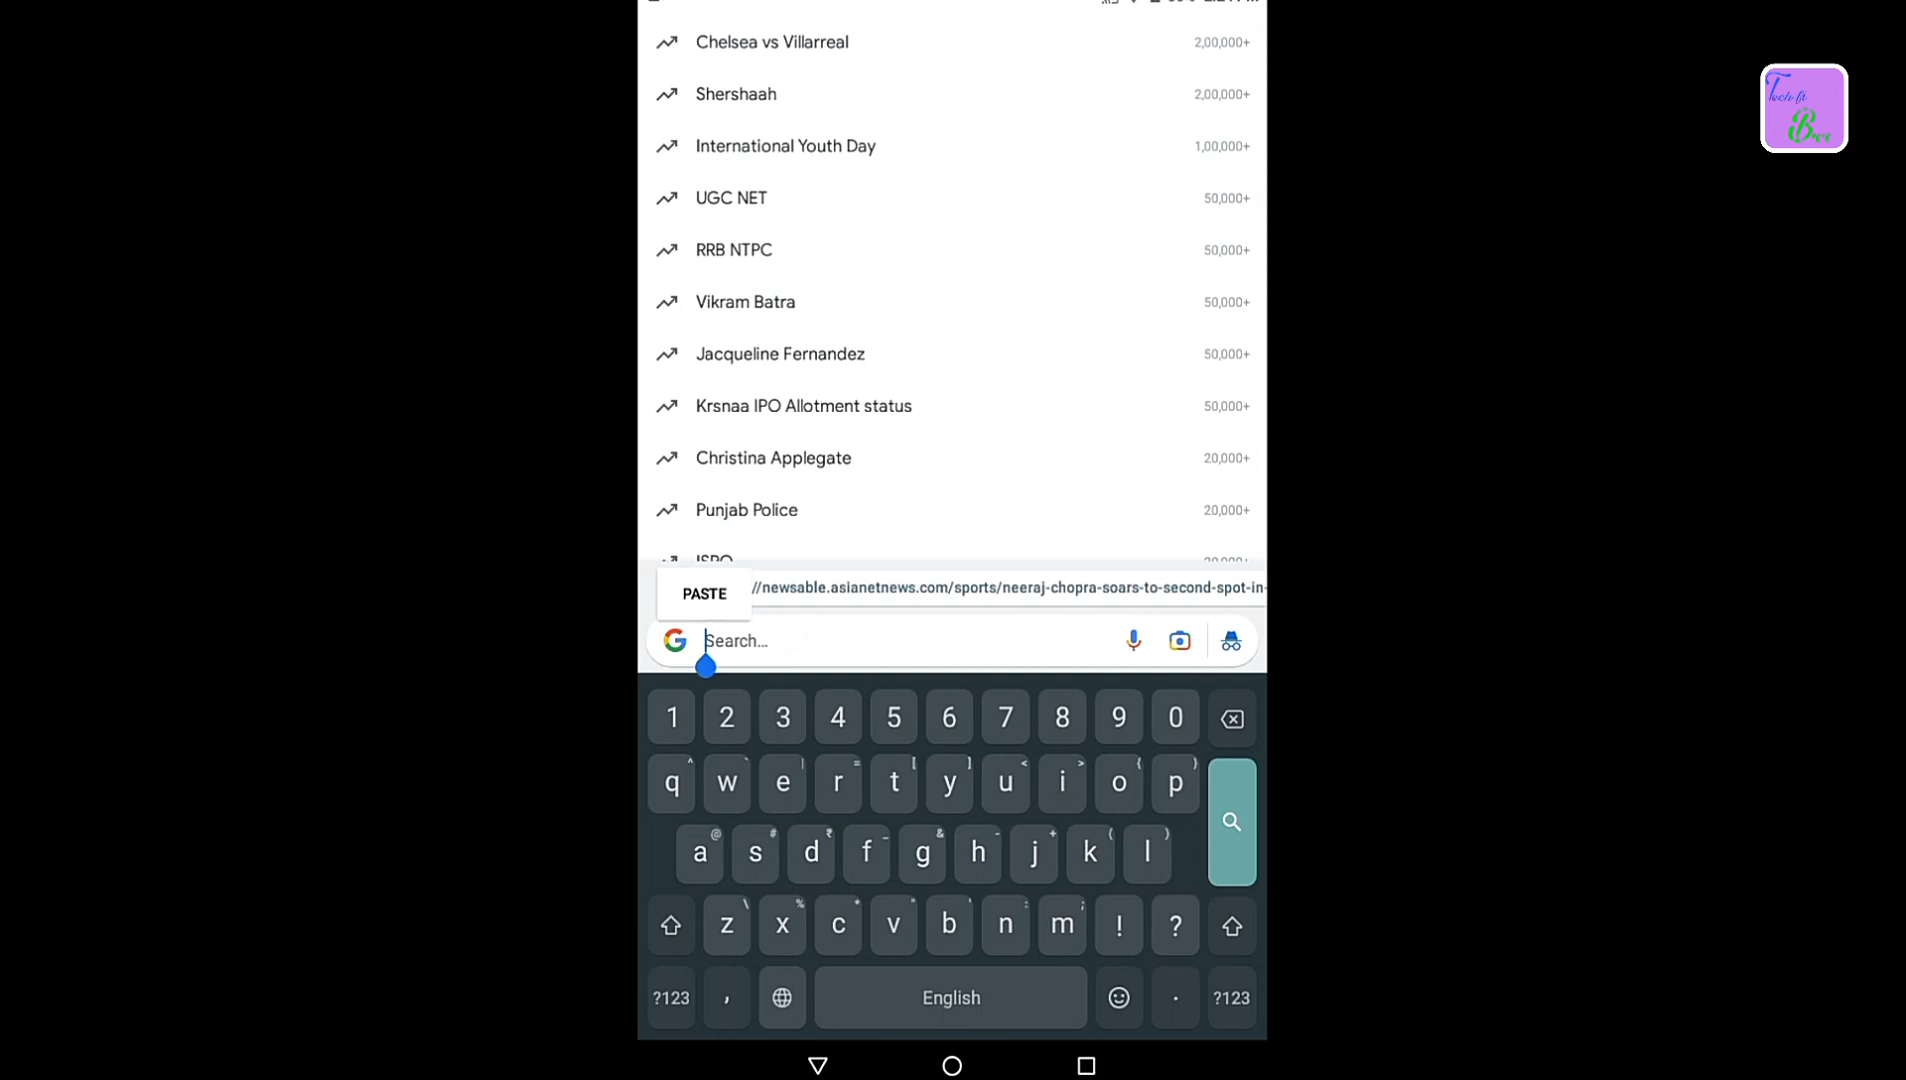 Chelsea vs Villarreal 2,00,000+
Shershaah 2,00,000+
International Youth Day 1,00,000+
UGC NET 50,000+
RRB NTPC 50,000+
Vikram Batra 50,000+
Jacqueline Fernandez 50,000+
Krsnaa IPO Allotment status 50,000+
Christina Applegate 20,000+
Punjab Police 20,000+
PASTE //newsable.asianetnews.com/sports/neeraj-chopra-soars-to-second-spot-in-
Search...
1 2 3 4 5 6 7 8 9 0
q w e r t y u i o p
a s d f g h j k l
z x c v b n m ! ?
?123 , English . ?123